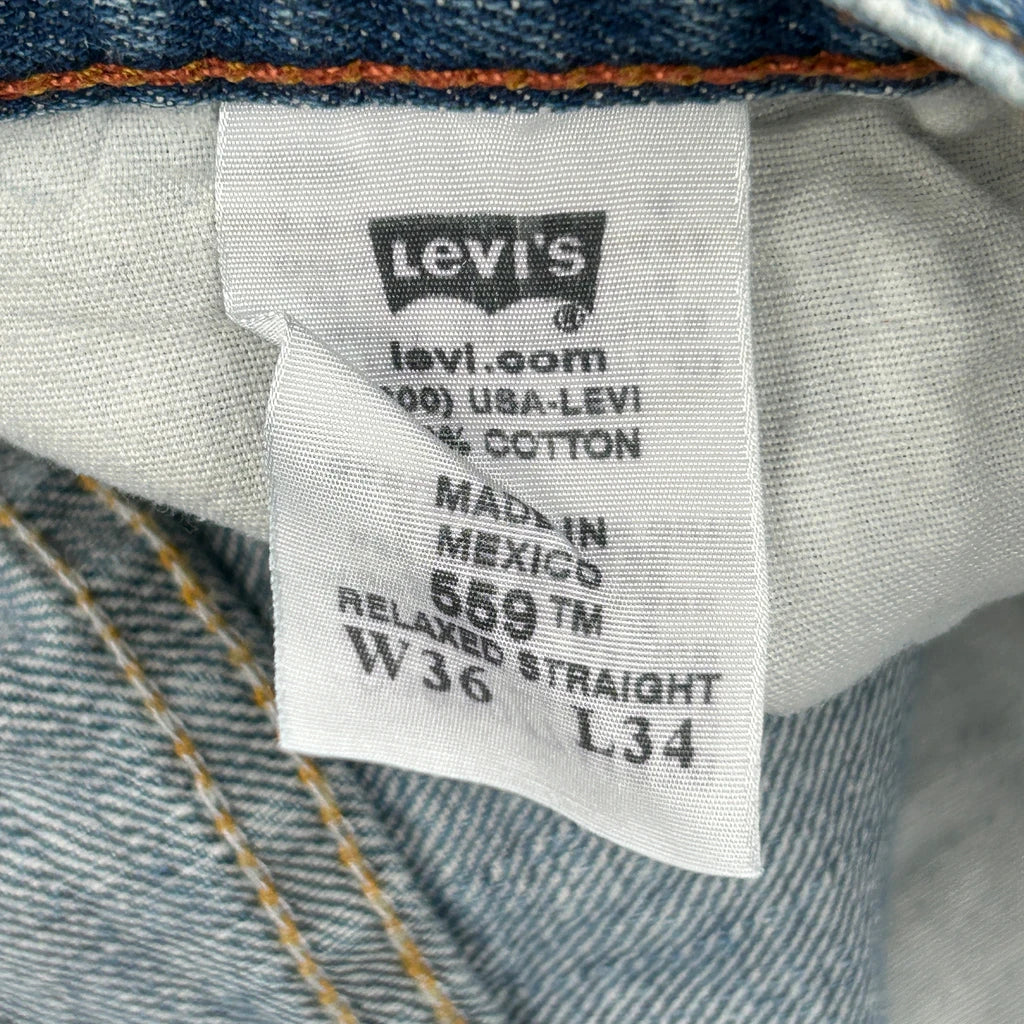 LEVI'S
®
levi.com
00) USA-LEVI
% COTTON
MADE IN
MEXICO
559 ™
RELAXED STRAIGHT
W36 L34